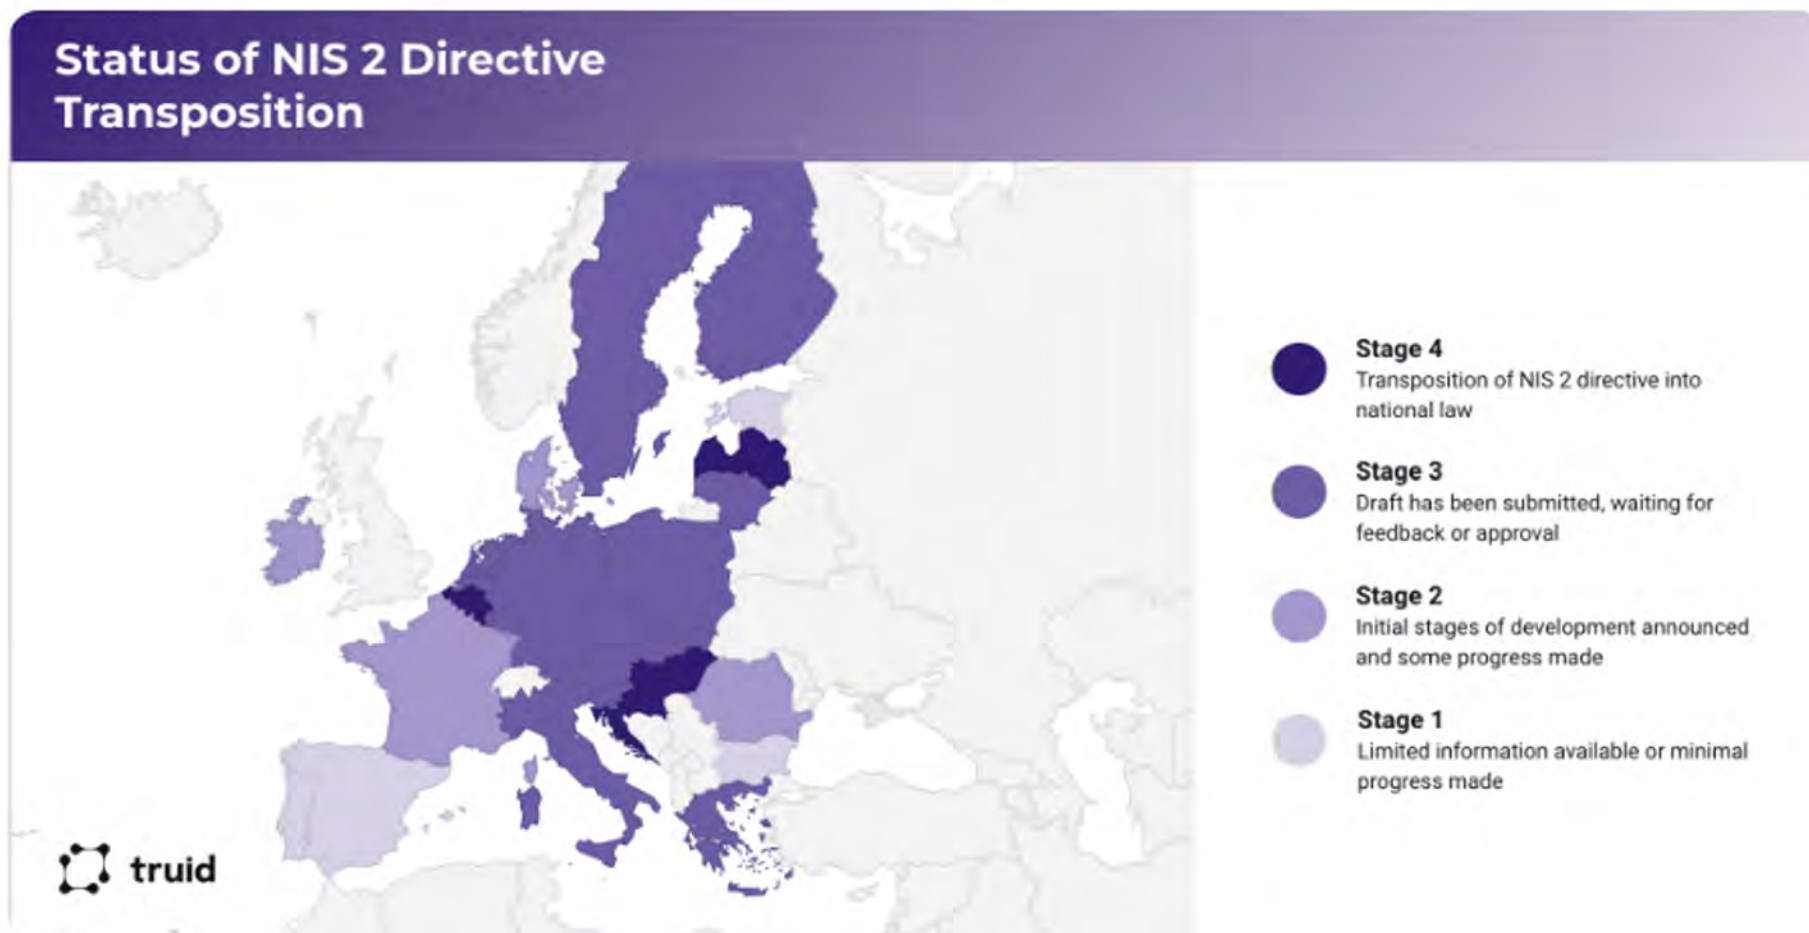 Status of NIS 2 Directive
Transposition
Stage 4
Transposition of NIS 2 directive into
national law
Stage 3
Draft has been submitted, waiting for
feedback or approval
Stage 2
Initial stages of development announced
and some progress made
Stage 1
Limited information available or minimal
progress made
truid